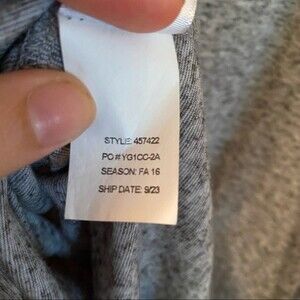 STYLE: 457422
PO #YG1CC-2A
SEASON: FA 16
SHIP DATE: 9/23